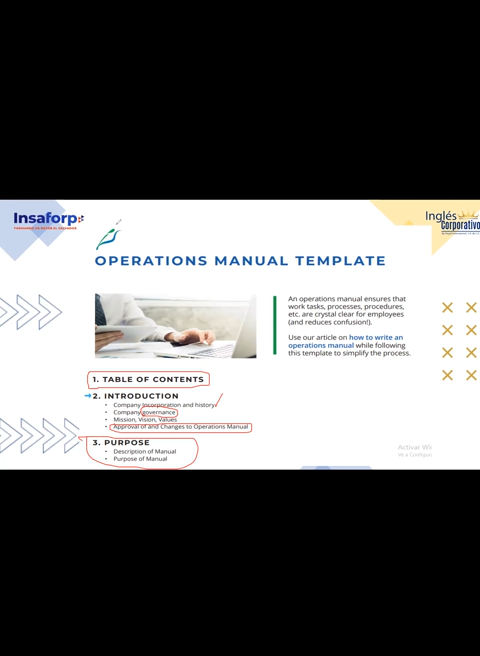 Insaforp
Inglés
Corporativo
OPERATIONS MANUAL TEMPLATE
An operations manual ensures that
work tasks, processes, procedures,
etc. are crystal clear for employees
(and reduces confusion!).
Use our article on how to write an
operations manual while following
this template to simplify the process.
1. TABLE OF CONTENTS
2. INTRODUCTION
• Company Incorporation and history
• Company governance
• Mission, Vision, Values
• Approval of and Changes to Operations Manual
3. PURPOSE
• Description of Manual
• Purpose of Manual
Activar Wi
Ve a Configura